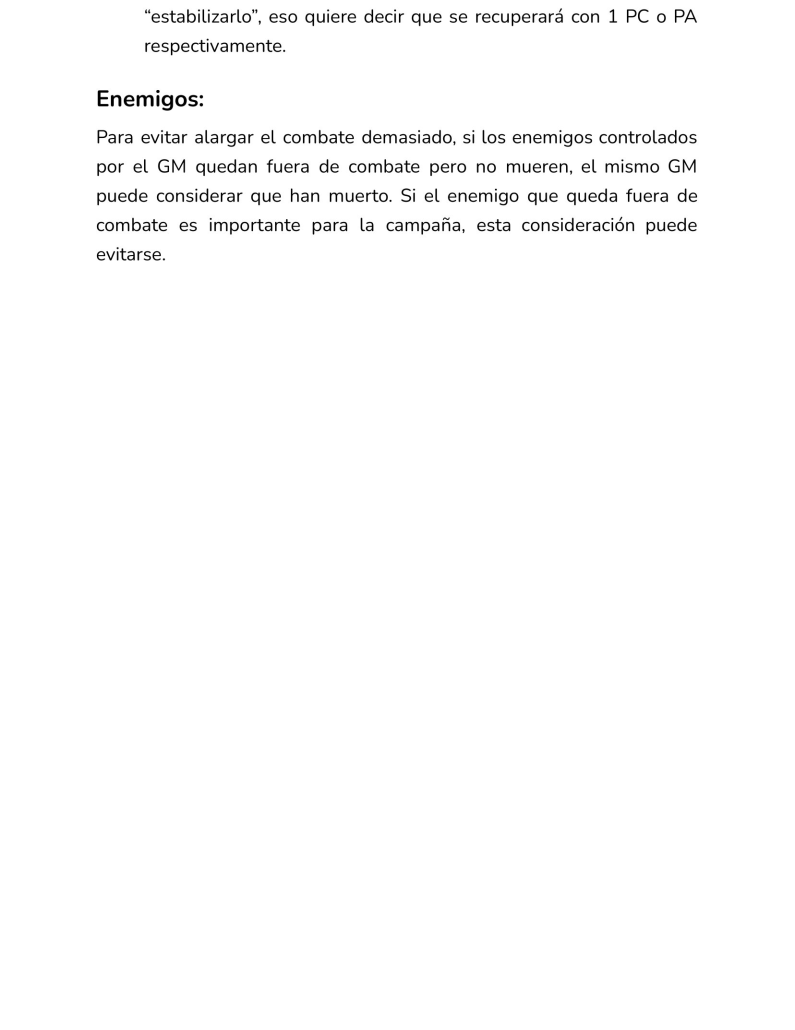 “estabilizarlo”, eso quiere decir que se recuperará con 1 PC o PA
respectivamente.
Enemigos:
Para evitar alargar el combate demasiado, si los enemigos controlados
por el GM quedan fuera de combate pero no mueren, el mismo GM
puede considerar que han muerto. Si el enemigo que queda fuera de
combate es importante para la campaña, esta consideración puede
evitarse.